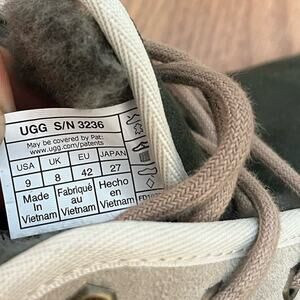 UGG S/N 3236
May be covered by Pat:
www.ugg.com/patents
USA UK EU JAPAN
9 8 42 27
Made in Vietnam
Fabriqué au Vietnam
Hecho en Vietnam